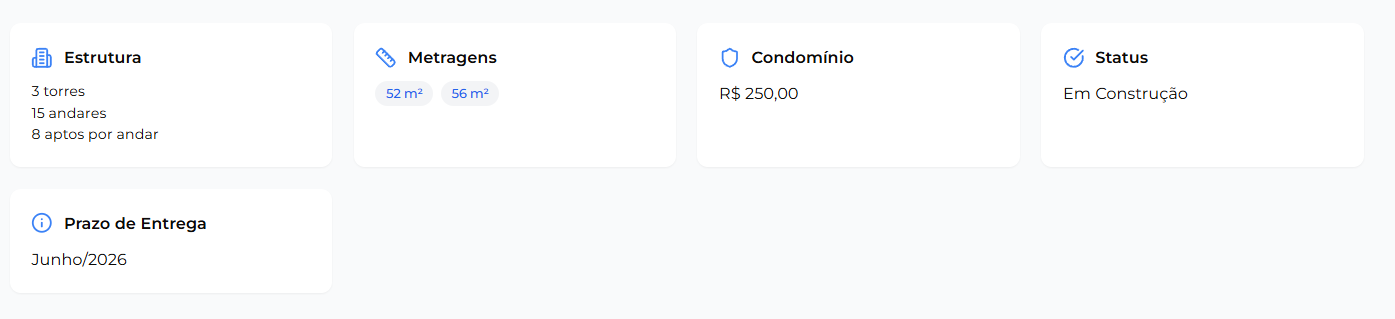 Estrutura
3 torres
15 andares
8 aptos por andar
Metragens
52 m² 56 m²
Condomínio
R$ 250,00
Status
Em Construção
Prazo de Entrega
Junho/2026